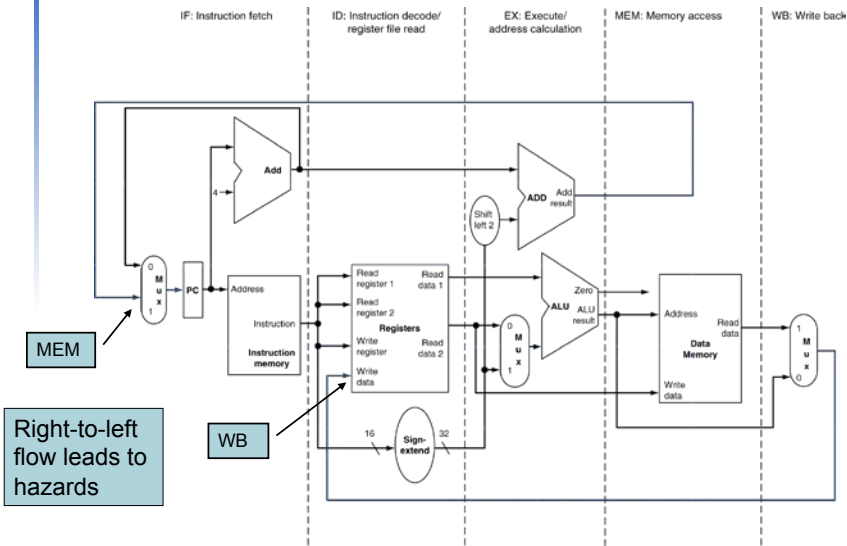 IF: Instruction fetch
ID: Instruction decode/
register file read
EX: Execute/
address calculation
MEM: Memory access
WB: Write back
Add
4
ADD
Add
result
Shift
left 2
0
M
u
x
1
PC
Address
Instruction
Instruction
memory
Read
register 1
Read
data 1
Read
register 2
Registers
Write
register
Read
data 2
Write
data
0
M
u
x
1
Zero
ALU
ALU
result
Address
Read
data
Data
Memory
Write
data
1
M
u
x
0
16
Sign-
extend
32
MEM
WB
Right-to-left
flow leads to
hazards